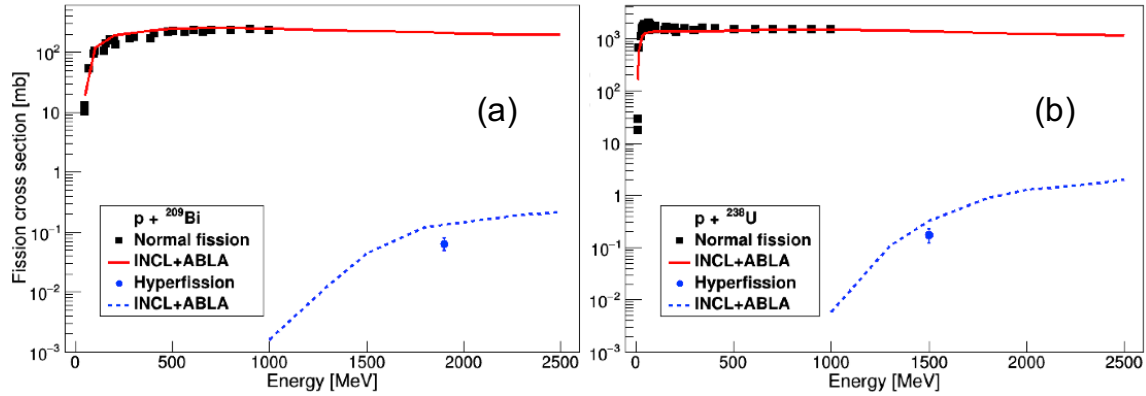 Fission cross section [mb]
10²
10
1
10⁻¹
10⁻²
10⁻³
(a)
p + ²⁰⁹Bi
Normal fission
INCL+ABLA
Hyperfission
INCL+ABLA
0 500 1000 1500 2000 2500
Energy [MeV]
10³
10²
10
1
10⁻¹
10⁻²
10⁻³
(b)
p + ²³⁸U
Normal fission
INCL+ABLA
Hyperfission
INCL+ABLA
0 500 1000 1500 2000 2500
Energy [MeV]